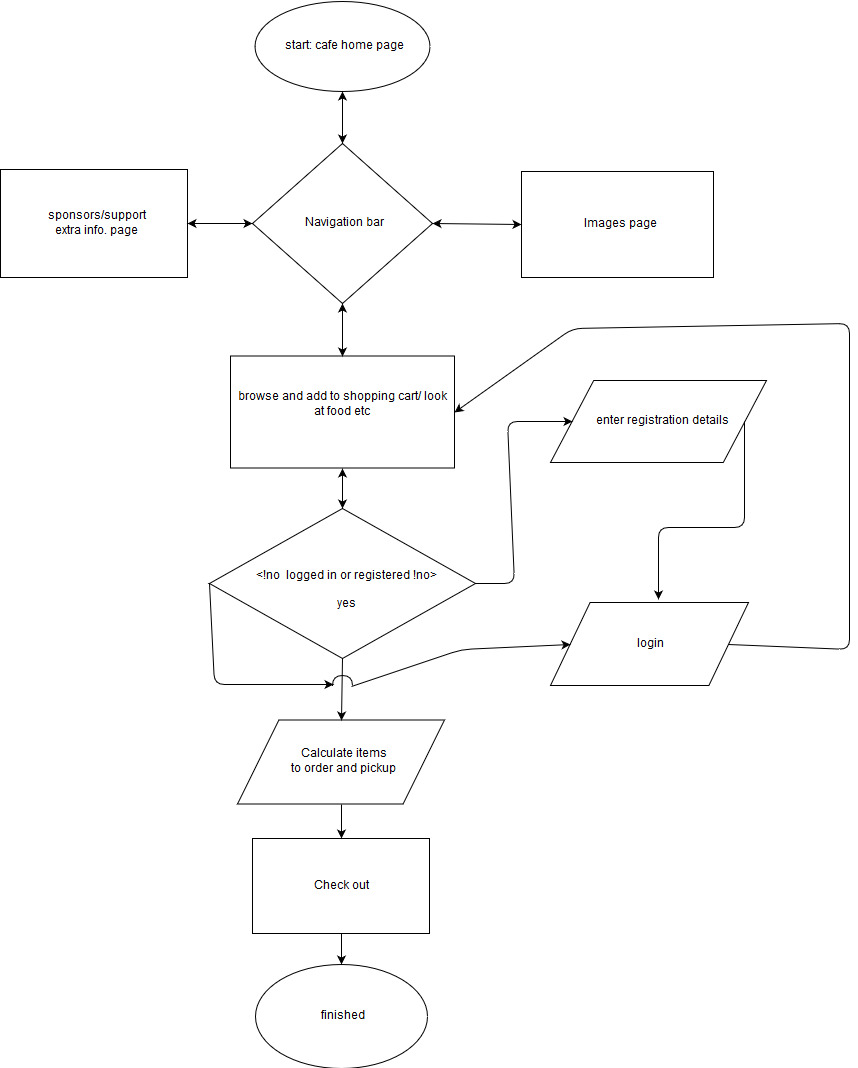 start: cafe home page
sponsors/support
extra info. page
Navigation bar
Images page
browse and add to shopping cart/ look
at food etc
enter registration details
<!no  logged in or registered !no>
yes
login
Calculate items
to order and pickup
Check out
finished